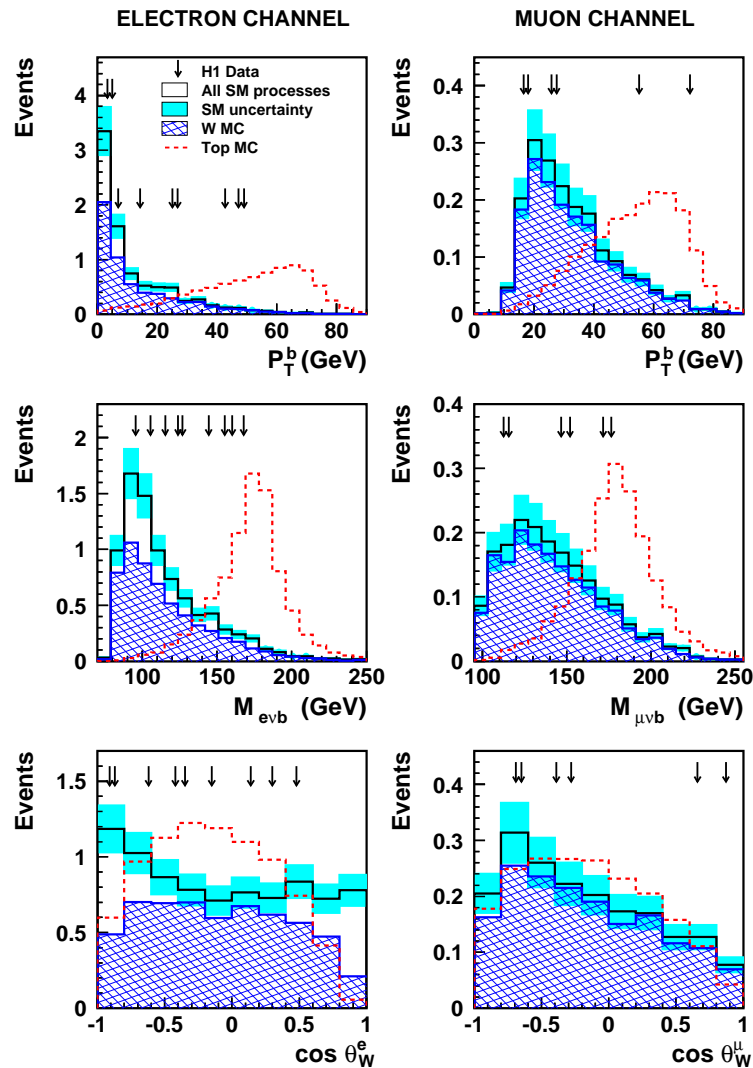 ELECTRON CHANNEL
MUON CHANNEL
Events
4
3
2
1
0
H1 Data
All SM processes
SM uncertainty
W MC
Top MC
0 20 40 60 80
P_T^b (GeV)
Events
0.4
0.3
0.2
0.1
0
0 20 40 60 80
P_T^b (GeV)
Events
2
1.5
1
0.5
0
100 150 200 250
M_eνb (GeV)
Events
0.4
0.3
0.2
0.1
0
100 150 200 250
M_μνb (GeV)
Events
1.5
1.0
0.5
0
-1 -0.5 0 0.5 1
cos θ_W^e
Events
0.4
0.3
0.2
0.1
0
-1 -0.5 0 0.5 1
cos θ_W^μ